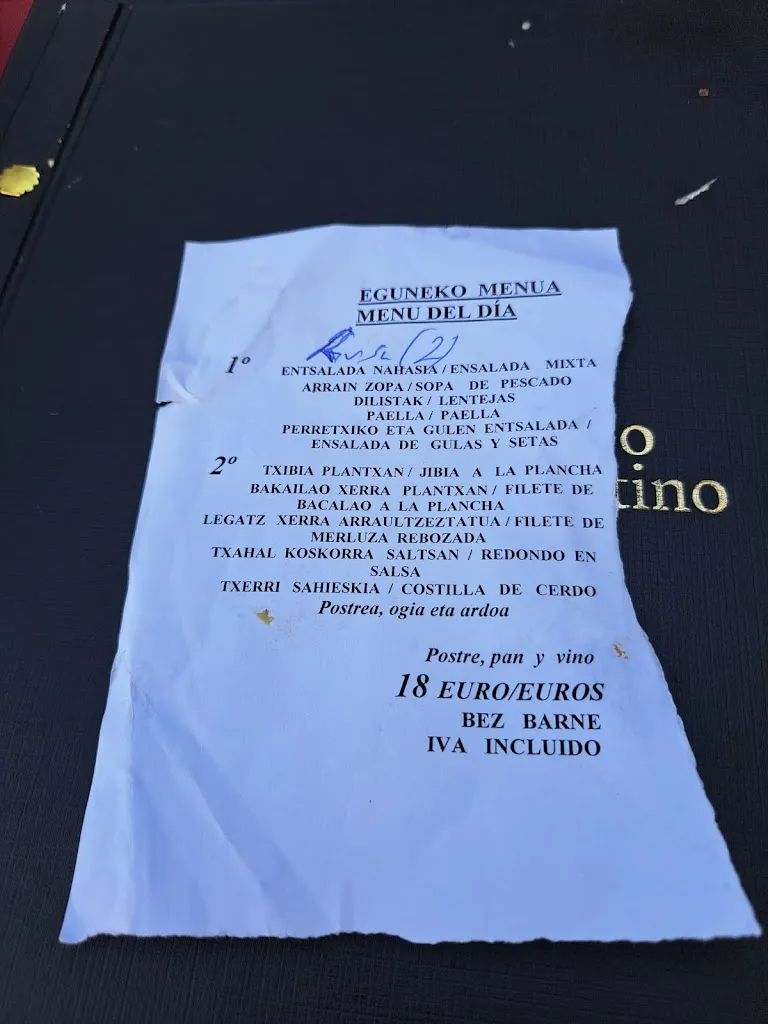 EGUNEKO MENUA
MENU DEL DÍA
(2)
1º ENTSALADA NAHASIA / ENSALADA MIXTA
ARRAIN ZOPA / SOPA DE PESCADO
DILISTAK / LENTEJAS
PAELLA / PAELLA
PERRETXIKO ETA GULEN ENTSALADA /
ENSALADA DE GULAS Y SETAS
2º TXIBIA PLANTXAN / JIBIA A LA PLANCHA
BAKAILAO XERRA PLANTXAN / FILETE DE
BACALAO A LA PLANCHA
LEGATZ XERRA ARRAULTZEZTATUA / FILETE DE
MERLUZA REBOZADA
TXAHAL KOSKORRA SALTSAN / REDONDO EN
SALSA
TXERRI SAHIESKIA / COSTILLA DE CERDO
Postrea, ogia eta ardoa
Postre, pan y vino
18 EURO/EUROS
BEZ BARNE
IVA INCLUIDO
o
tino